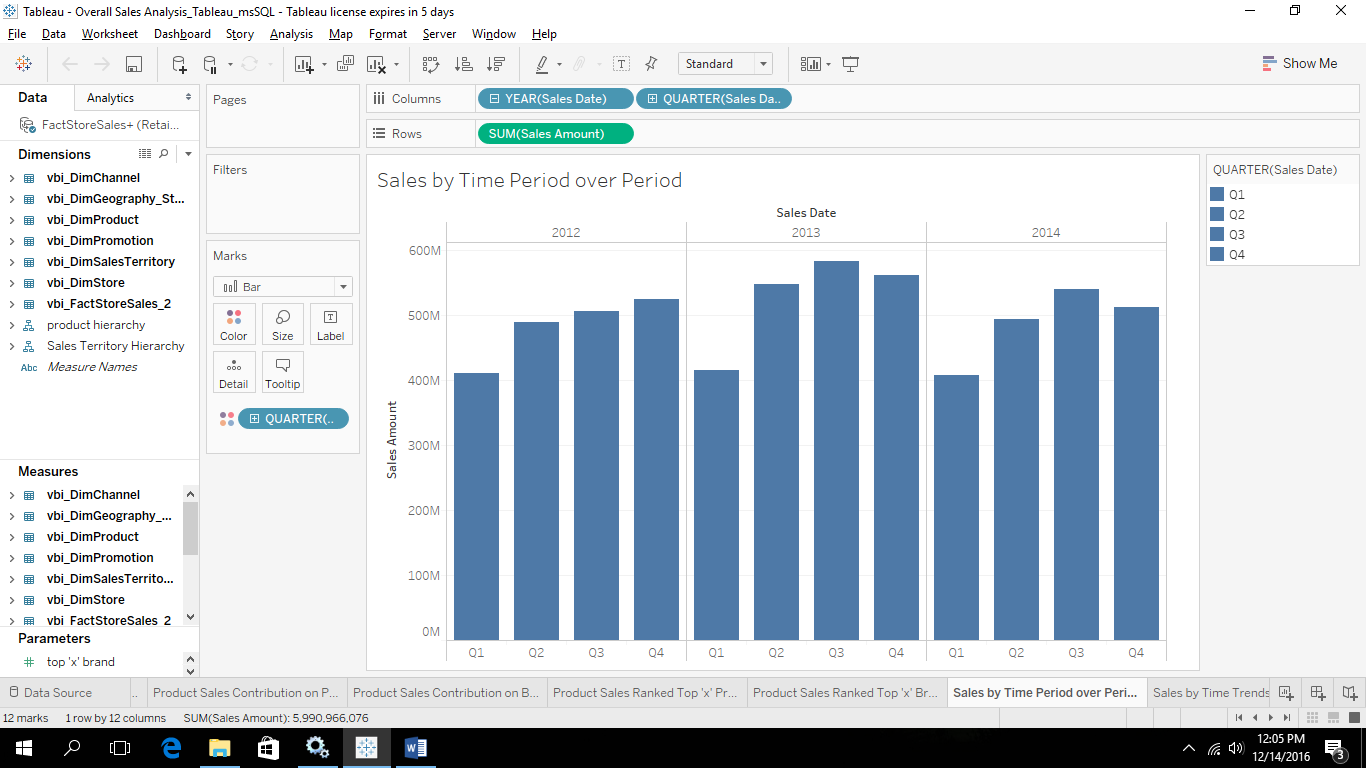 Tableau - Overall Sales Analysis_Tableau_msSQL - Tableau license expires in 5 days
File Data Worksheet Dashboard Story Analysis Map Format Server Window Help
Standard
Show Me
Data Analytics
FactStoreSales+ (Retai...
Dimensions
vbi_DimChannel
vbi_DimGeography_St...
vbi_DimProduct
vbi_DimPromotion
vbi_DimSalesTerritory
vbi_DimStore
vbi_FactStoreSales_2
product hierarchy
Sales Territory Hierarchy
Abc Measure Names
Measures
vbi_DimChannel
vbi_DimGeography_...
vbi_DimProduct
vbi_DimPromotion
vbi_DimSalesTerrito...
vbi_DimStore
vbi_FactStoreSales_2
Parameters
top 'x' brand
Pages
Filters
Marks
Bar
Color Size Label
Detail Tooltip
QUARTER(..
Columns YEAR(Sales Date) QUARTER(Sales Da..
Rows SUM(Sales Amount)
Sales by Time Period over Period
Sales Date
2012 2013 2014
600M
500M
400M
300M
200M
100M
0M
Sales Amount
Q1 Q2 Q3 Q4 Q1 Q2 Q3 Q4 Q1 Q2 Q3 Q4
QUARTER(Sales Date)
Q1
Q2
Q3
Q4
Data Source .. Product Sales Contribution on P... Product Sales Contribution on B... Product Sales Ranked Top 'x' Pr... Product Sales Ranked Top 'x' Br... Sales by Time Period over Peri... Sales by Time Trends
12 marks 1 row by 12 columns SUM(Sales Amount): 5,990,966,076
12:05 PM
12/14/2016
3